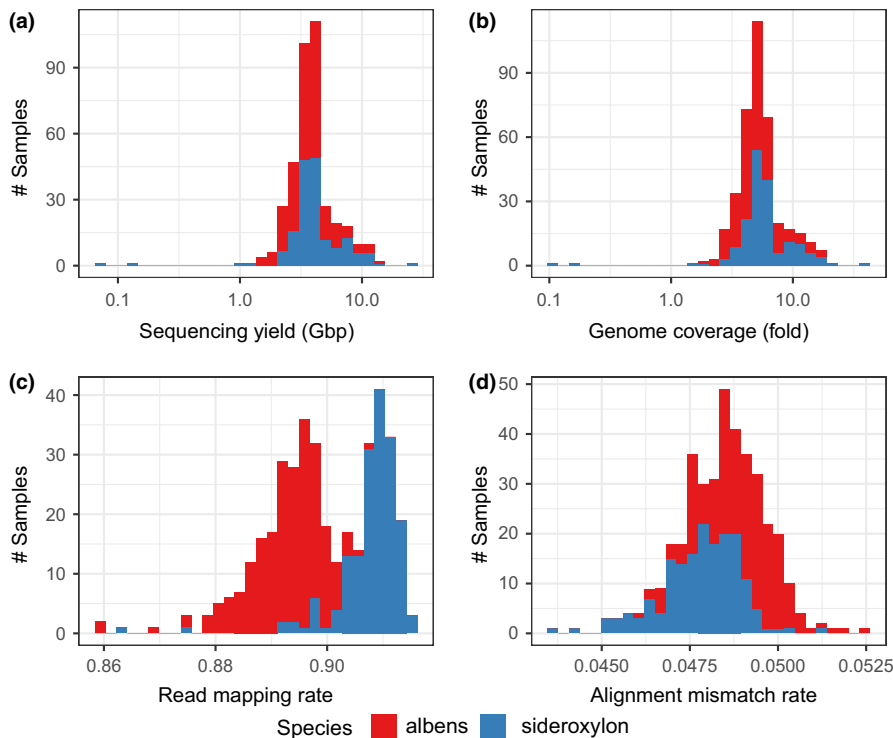 (a)
# Samples
90
60
30
0
0.1 1.0 10.0
Sequencing yield (Gbp)
(b)
# Samples
90
60
30
0
0.1 1.0 10.0
Genome coverage (fold)
(c)
# Samples
40
30
20
10
0
0.86 0.88 0.90
Read mapping rate
(d)
# Samples
50
40
30
20
10
0
0.0450 0.0475 0.0500 0.0525
Alignment mismatch rate
Species albens sideroxylon